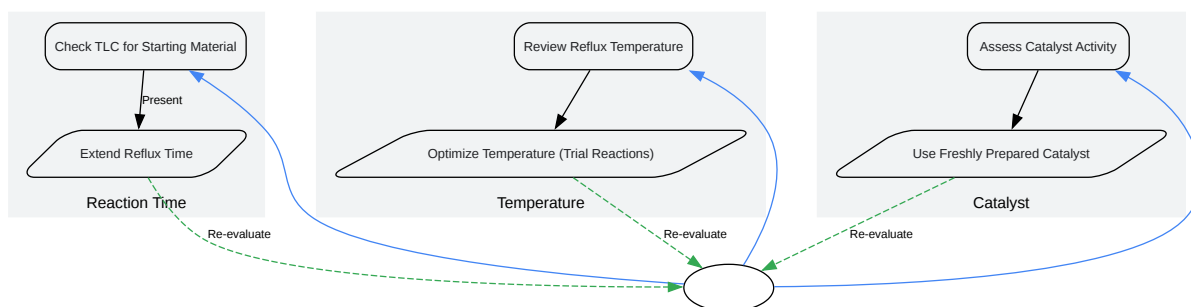 Check TLC for Starting Material
Review Reflux Temperature
Assess Catalyst Activity
Present
Extend Reflux Time
Optimize Temperature (Trial Reactions)
Use Freshly Prepared Catalyst
Reaction Time
Temperature
Catalyst
Re-evaluate
Re-evaluate
Re-evaluate